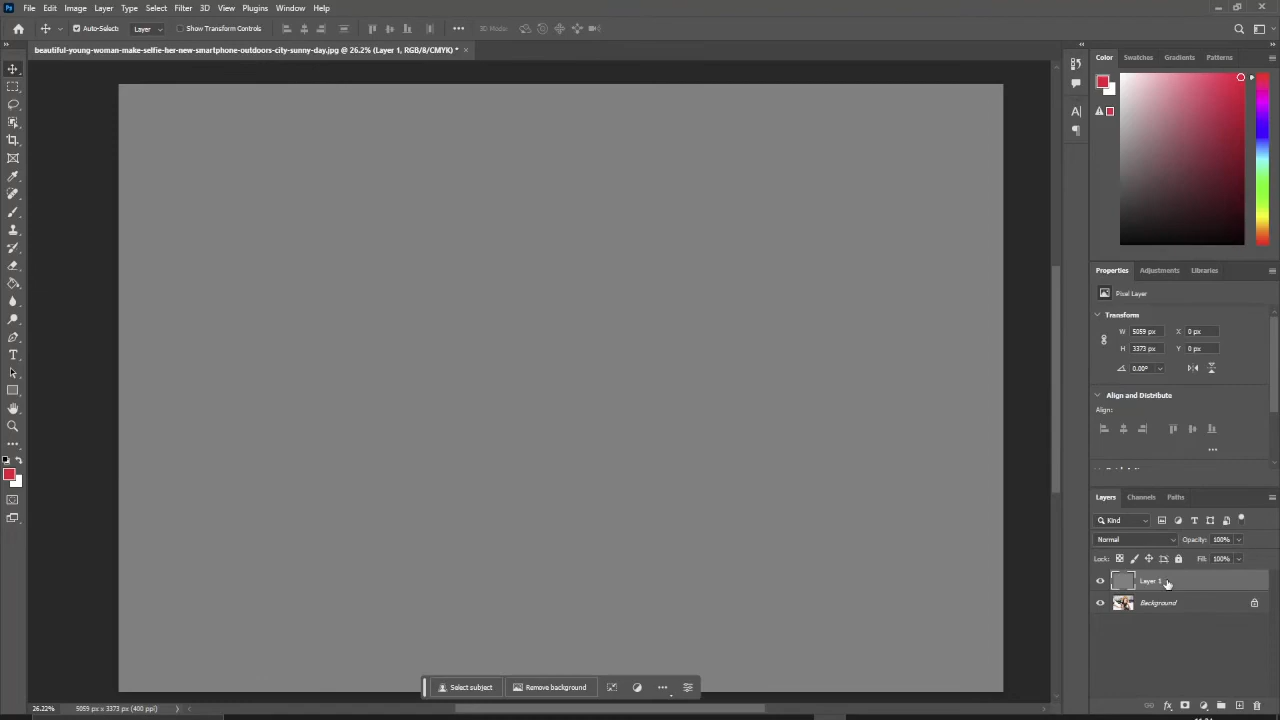 Ps File Edit Image Layer Type Select Filter 3D View Plugins Window Help
Auto-Select: Layer Show Transform Controls 3D Mode:
beautiful-young-woman-make-selfie-her-new-smartphone-outdoors-city-sunny-day.jpg @ 26.2% (Layer 1, RGB/8/CMYK) *
Color Swatches Gradients Patterns
Properties Adjustments Libraries
Pixel Layer
Transform
W 5059 px X 0 px
H 3373 px Y 0 px
0.00°
Align and Distribute
Align:
Layers Channels Paths
Kind
Normal Opacity: 100%
Lock: Fill: 100%
Layer 1
Background
Select subject Remove background
26.22% 5059 px x 3373 px (400 ppi)